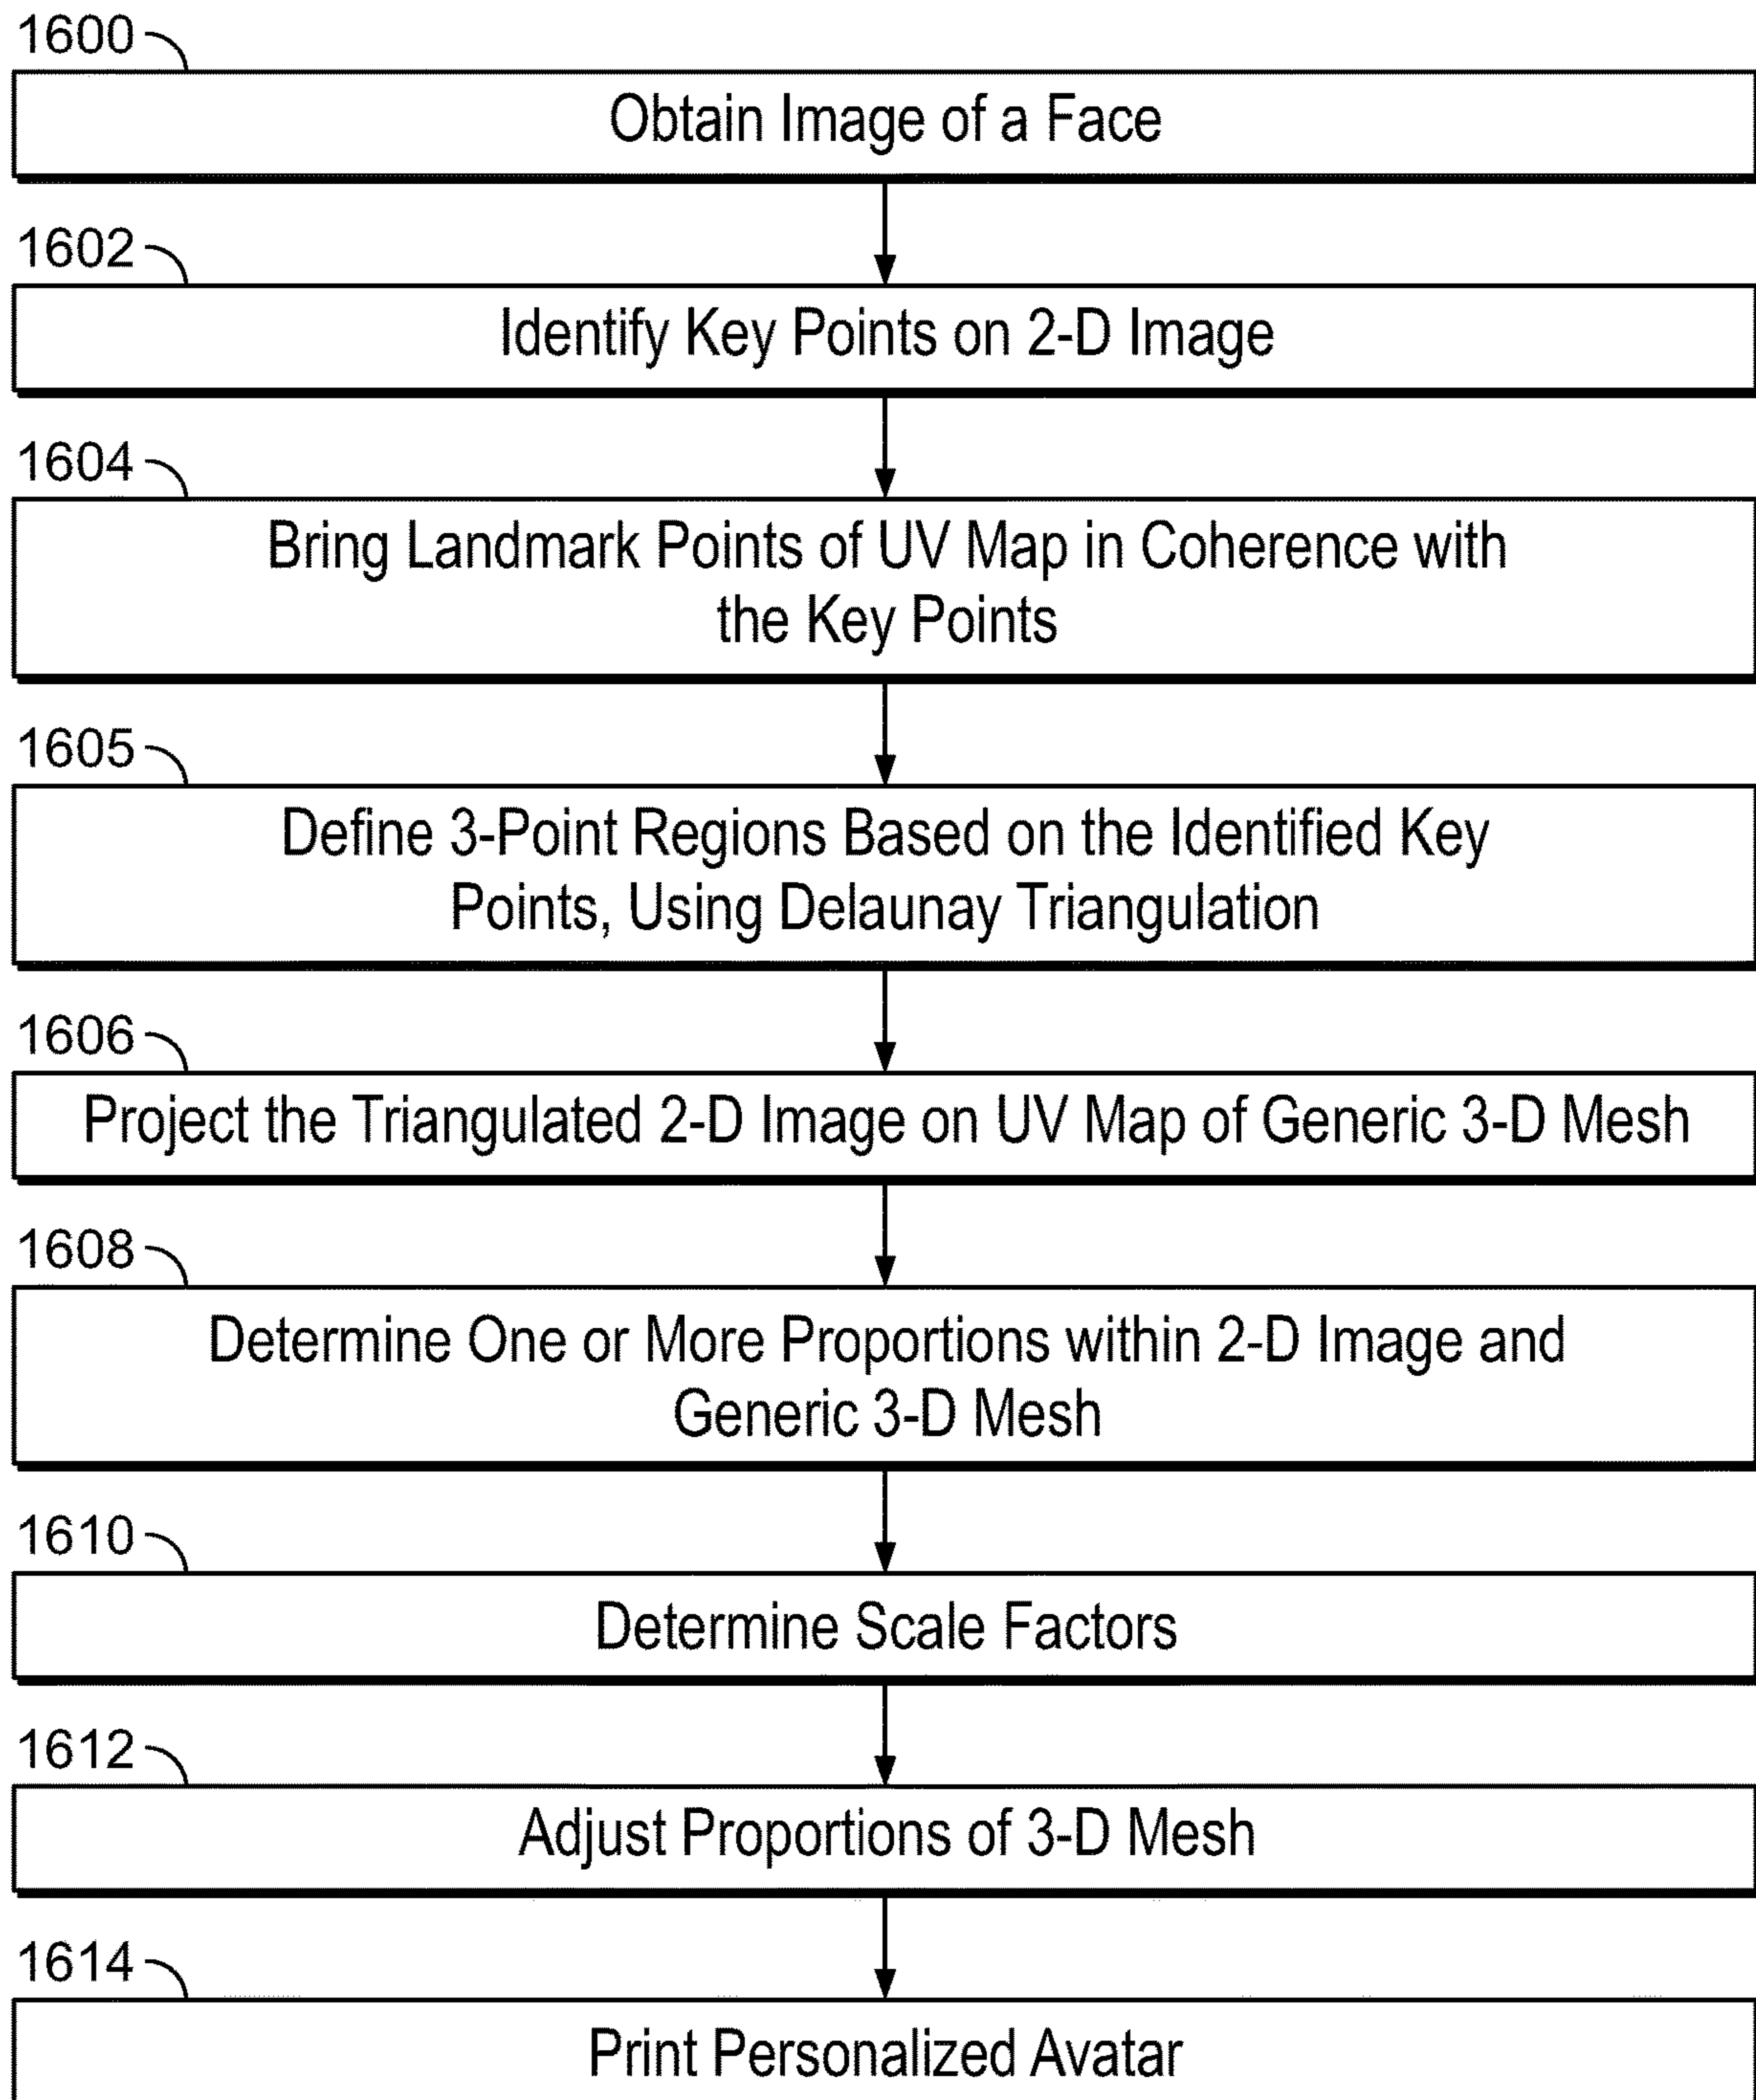 1600
Obtain Image of a Face
1602
Identify Key Points on 2-D Image
1604
Bring Landmark Points of UV Map in Coherence with
the Key Points
1605
Define 3-Point Regions Based on the Identified Key
Points, Using Delaunay Triangulation
1606
Project the Triangulated 2-D Image on UV Map of Generic 3-D Mesh
1608
Determine One or More Proportions within 2-D Image and
Generic 3-D Mesh
1610
Determine Scale Factors
1612
Adjust Proportions of 3-D Mesh
1614
Print Personalized Avatar